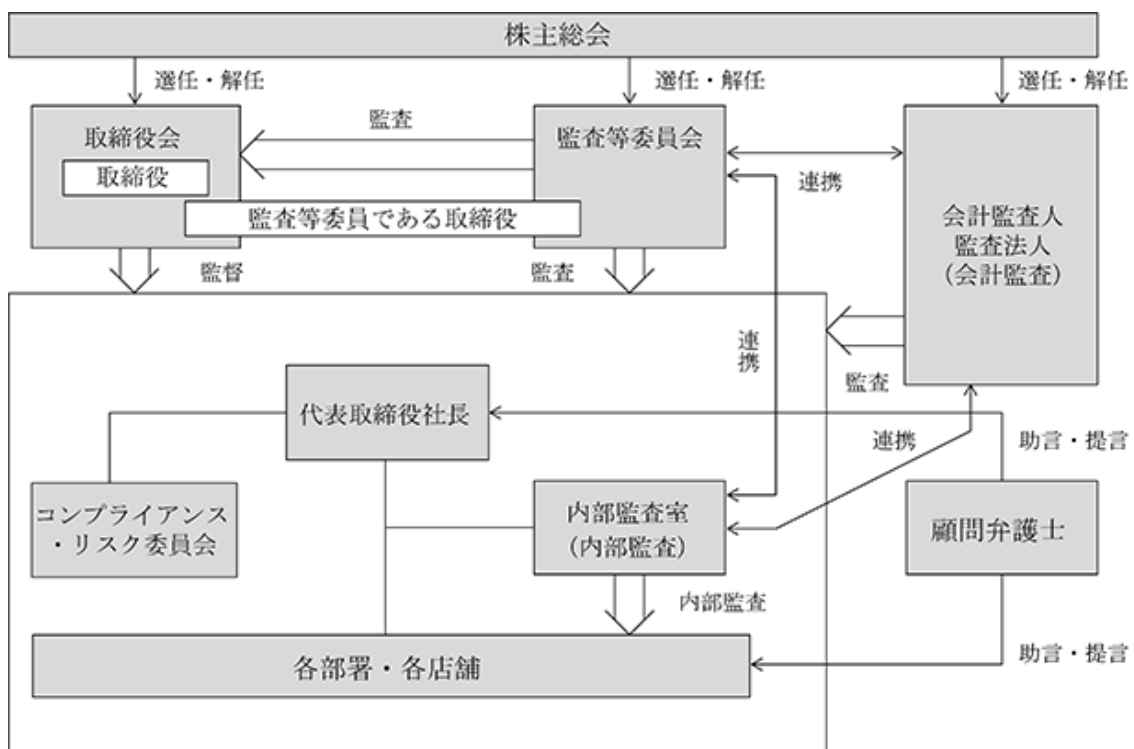 株主総会
選任・解任
選任・解任
選任・解任
取締役会
取締役
監査
監査等委員会
監査等委員である取締役
連携
会計監査人
監査法人
（会計監査）
監督
監査
連携
監査
代表取締役社長
連携
助言・提言
コンプライアンス
・リスク委員会
内部監査室
（内部監査）
顧問弁護士
内部監査
各部署・各店舗
助言・提言